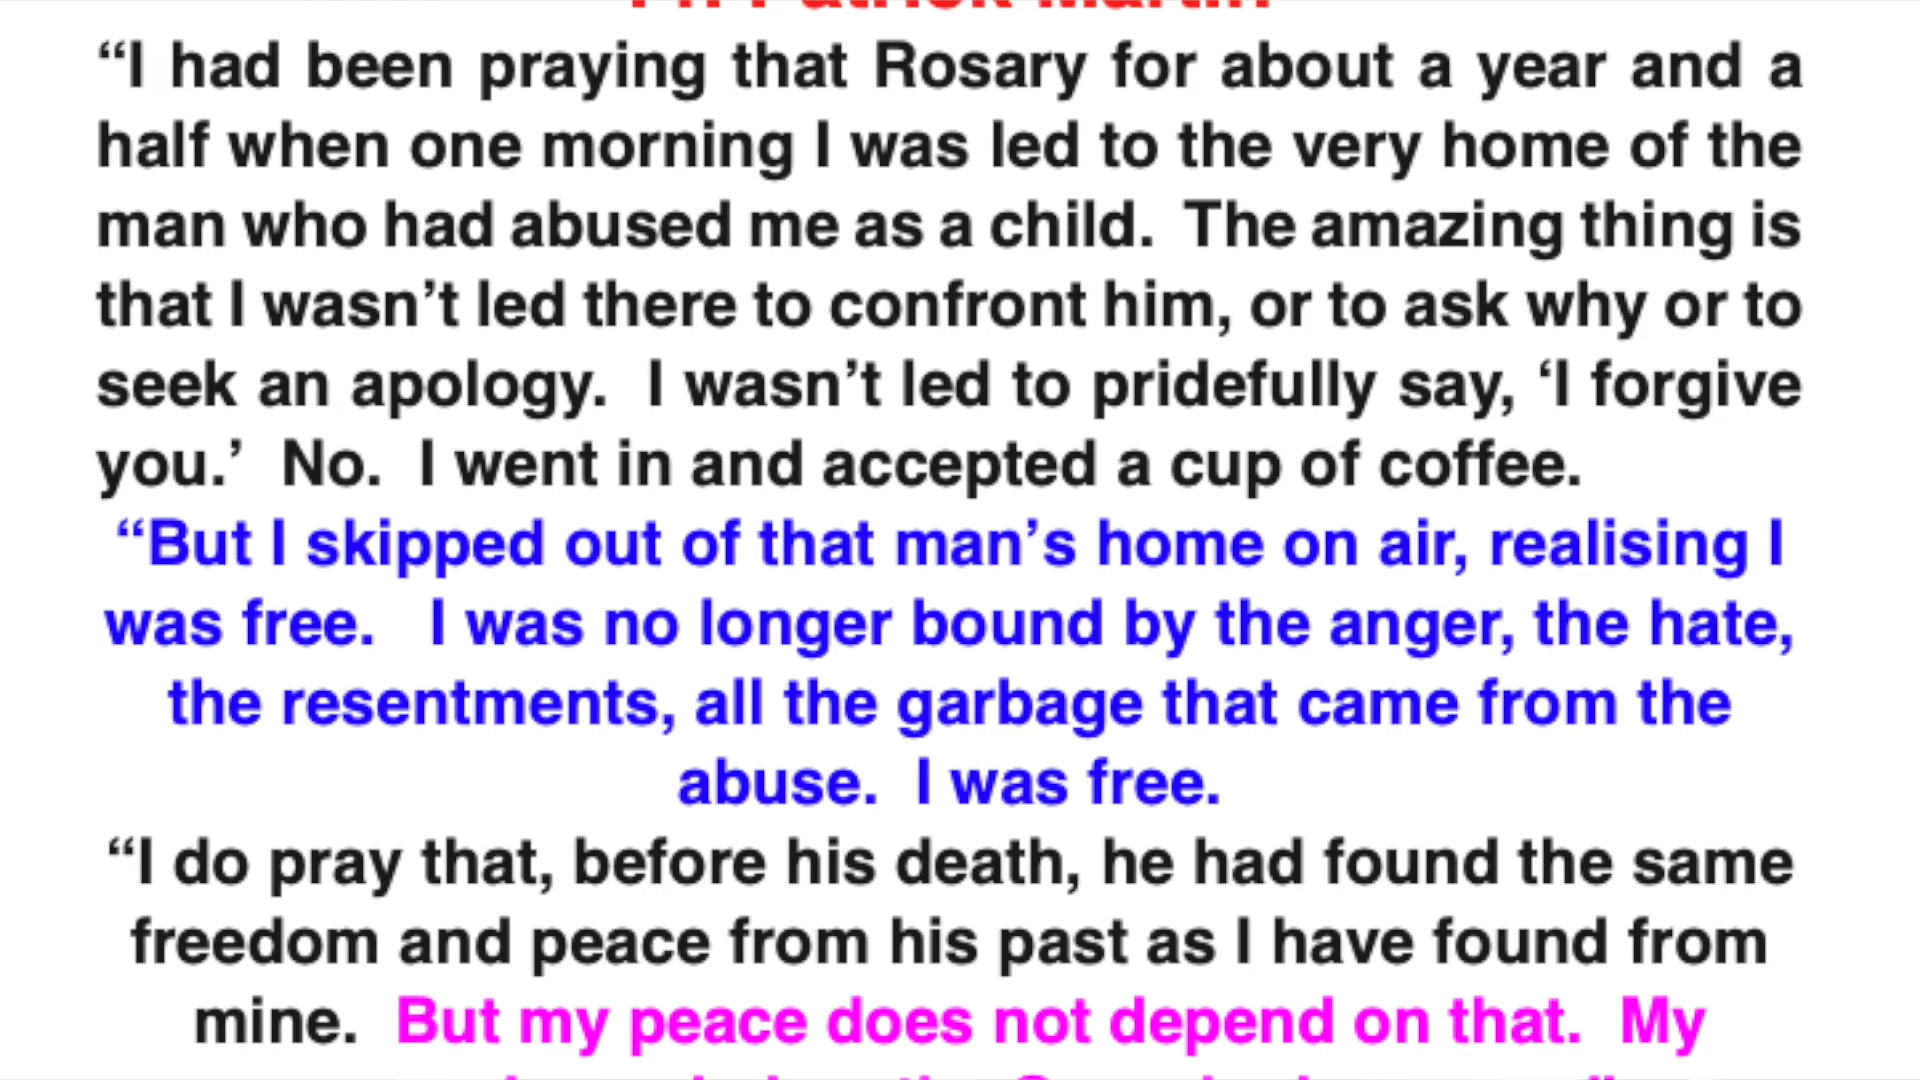 “I had been praying that Rosary for about a year and a
half when one morning I was led to the very home of the
man who had abused me as a child.  The amazing thing is
that I wasn’t led there to confront him, or to ask why or to
seek an apology.  I wasn’t led to pridefully say, ‘I forgive
you.’  No.  I went in and accepted a cup of coffee.
“But I skipped out of that man’s home on air, realising I
was free.   I was no longer bound by the anger, the hate,
the resentments, all the garbage that came from the
abuse.  I was free.
“I do pray that, before his death, he had found the same
freedom and peace from his past as I have found from
mine.  But my peace does not depend on that.  My